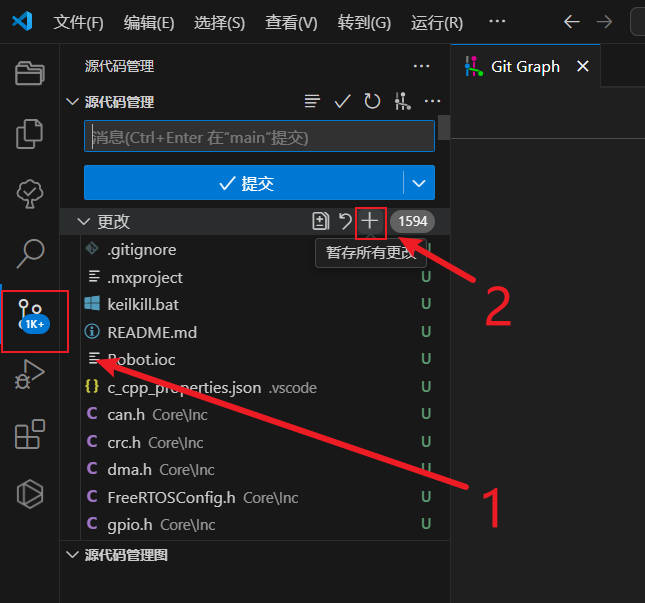 文件(F) 编辑(E) 选择(S) 查看(V) 转到(G) 运行(R) ···
源代码管理 ···
Git Graph
源代码管理 ···
消息(Ctrl+Enter 在"main"提交)
提交
更改 1594
暂存所有更改
.gitignore
.mxproject U
keilkill.bat U
README.md U
Robot.ioc U
c_cpp_properties.json .vscode U
can.h Core\Inc U
crc.h Core\Inc U
dma.h Core\Inc U
FreeRTOSConfig.h Core\Inc U
gpio.h Core\Inc U
源代码管理图
1K+
2
1